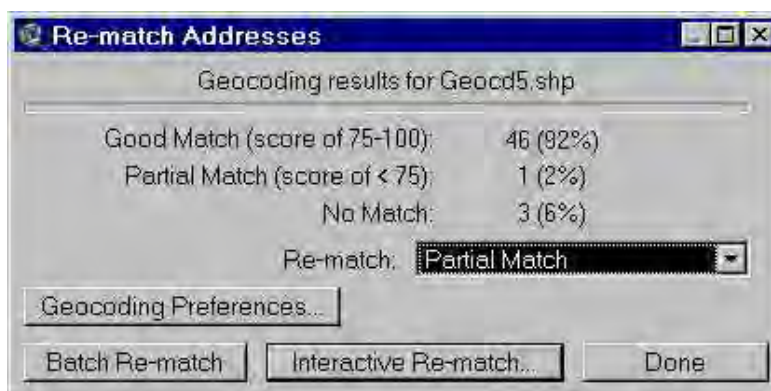 Re-match Addresses
Geocoding results for Geocd5.shp
Good Match (score of 75-100): 46 (92%)
Partial Match (score of < 75) 1 (2%)
No Match: 3 (6%)
Re-match: Partial Match
Geocoding Preferences...
Batch Re-match Interactive Re-match... Done